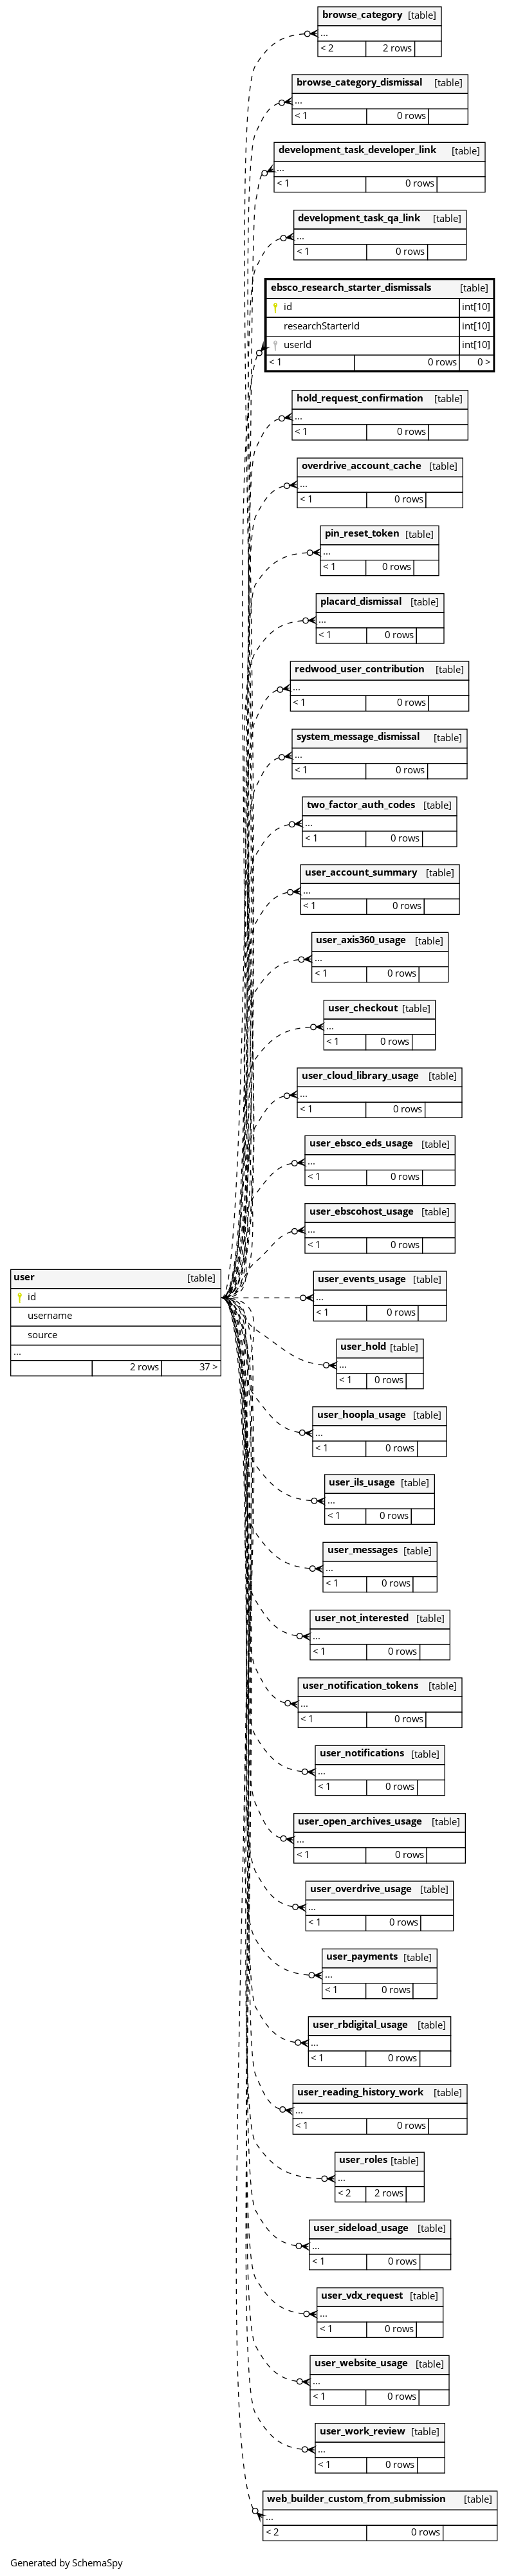 browse_category [table]
...
< 2 2 rows
browse_category_dismissal [table]
...
< 1 0 rows
development_task_developer_link [table]
...
< 1 0 rows
development_task_qa_link [table]
...
< 1 0 rows
ebsco_research_starter_dismissals [table]
id int[10]
researchStarterId int[10]
userId int[10]
< 1 0 rows 0 >
hold_request_confirmation [table]
...
< 1 0 rows
overdrive_account_cache [table]
...
< 1 0 rows
pin_reset_token [table]
...
< 1 0 rows
placard_dismissal [table]
...
< 1 0 rows
redwood_user_contribution [table]
...
< 1 0 rows
system_message_dismissal [table]
...
< 1 0 rows
two_factor_auth_codes [table]
...
< 1 0 rows
user_account_summary [table]
...
< 1 0 rows
user_axis360_usage [table]
...
< 1 0 rows
user_checkout [table]
...
< 1 0 rows
user_cloud_library_usage [table]
...
< 1 0 rows
user_ebsco_eds_usage [table]
...
< 1 0 rows
user_ebscohost_usage [table]
...
< 1 0 rows
user [table]
id
username
source
...
2 rows 37 >
user_events_usage [table]
...
< 1 0 rows
user_hold [table]
...
< 1 0 rows
user_hoopla_usage [table]
...
< 1 0 rows
user_ils_usage [table]
...
< 1 0 rows
user_messages [table]
...
< 1 0 rows
user_not_interested [table]
...
< 1 0 rows
user_notification_tokens [table]
...
< 1 0 rows
user_notifications [table]
...
< 1 0 rows
user_open_archives_usage [table]
...
< 1 0 rows
user_overdrive_usage [table]
...
< 1 0 rows
user_payments [table]
...
< 1 0 rows
user_rbdigital_usage [table]
...
< 1 0 rows
user_reading_history_work [table]
...
< 1 0 rows
user_roles [table]
...
< 2 2 rows
user_sideload_usage [table]
...
< 1 0 rows
user_vdx_request [table]
...
< 1 0 rows
user_website_usage [table]
...
< 1 0 rows
user_work_review [table]
...
< 1 0 rows
web_builder_custom_from_submission [table]
...
< 2 0 rows
Generated by SchemaSpy